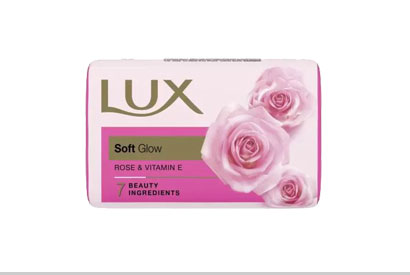 LUX
Soft Glow
ROSE & VITAMIN E
7 BEAUTY
INGREDIENTS